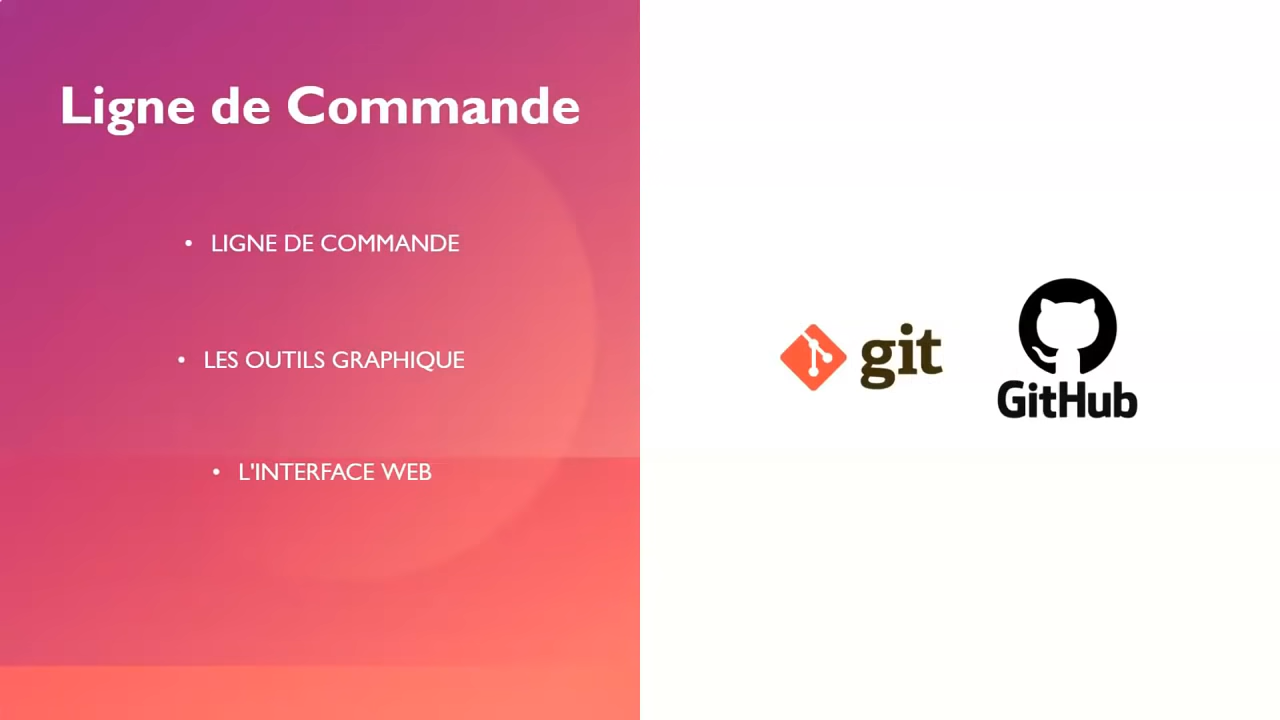 Ligne de Commande
• LIGNE DE COMMANDE
• LES OUTILS GRAPHIQUE
• L'INTERFACE WEB
git
GitHub